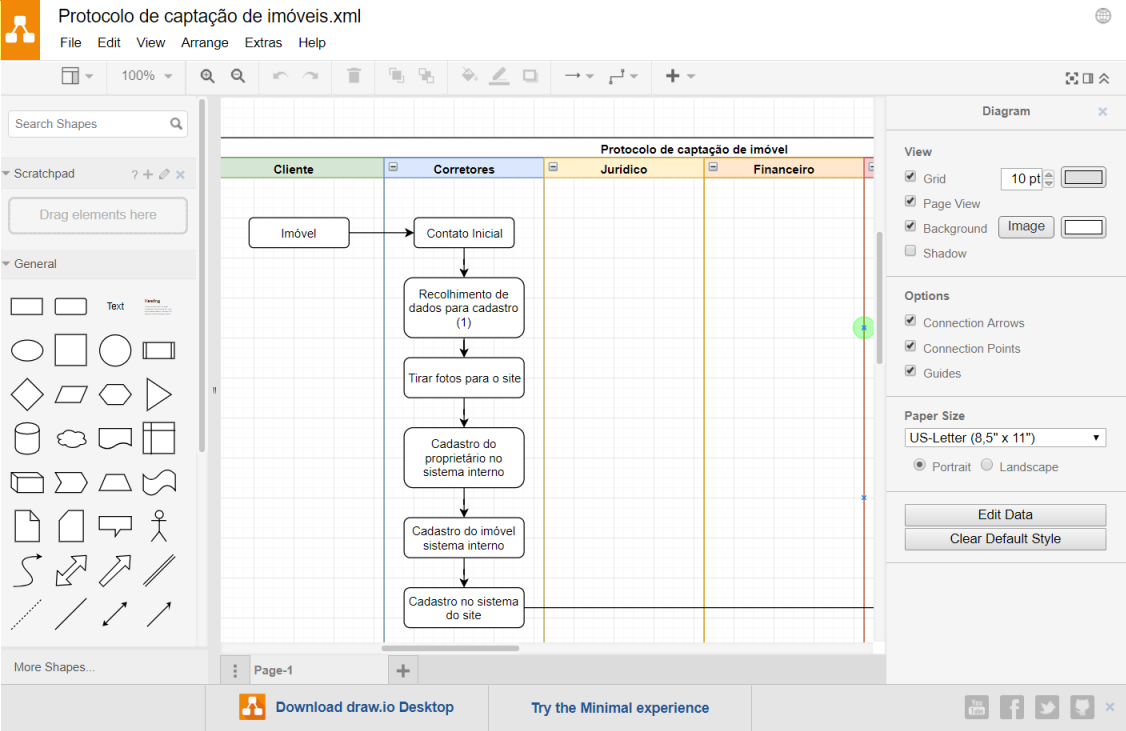 Protocolo de captação de imóveis.xml
File Edit View Arrange Extras Help
100%
Search Shapes
Scratchpad
?
Drag elements here
General
Text
Heading
More Shapes...
Protocolo de captação de imóvel
Cliente
Corretores
Jurídico
Financeiro
Imóvel
Contato Inicial
Recolhimento de
dados para cadastro
(1)
Tirar fotos para o site
Cadastro do
proprietário no
sistema interno
Cadastro do imóvel
sistema interno
Cadastro no sistema
do site
Page-1
Diagram
View
Grid
10 pt
Page View
Background
Image
Shadow
Options
Connection Arrows
Connection Points
Guides
Paper Size
US-Letter (8,5" x 11")
Portrait Landscape
Edit Data
Clear Default Style
Download draw.io Desktop
Try the Minimal experience
You
Tube